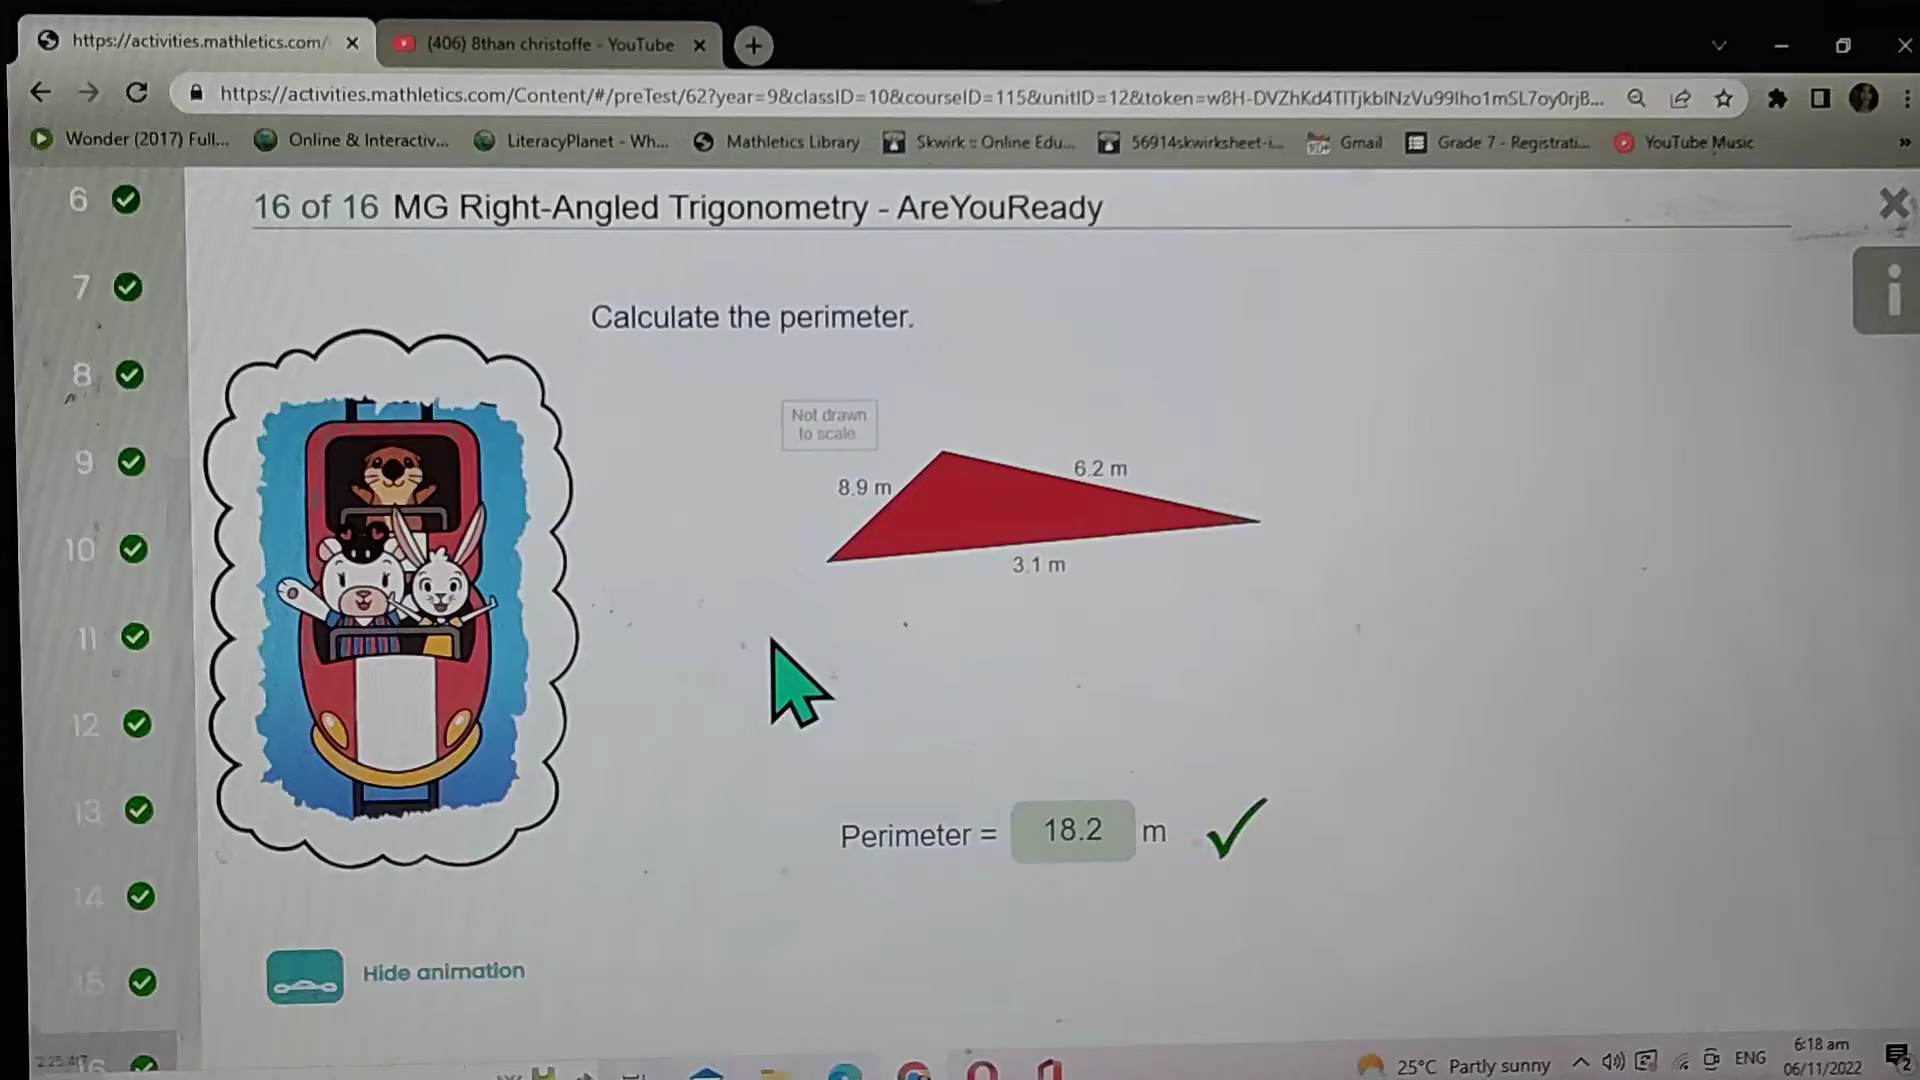 https://activities.mathletics.com/
(406) 8than christoffe - YouTube
https://activities.mathletics.com/Content/#/preTest/62?year=9&classID=10&courseID=115&unitID=12&token=w8H-DVZhKd4TlTjkblNzVu99lho1mSL7oy0rjB...
Wonder (2017) Full...
Online & Interactiv...
LiteracyPlanet - Wh...
Mathletics Library
Skwirk :: Online Edu...
56914skwirksheet-i...
Gmail
Grade 7 - Registrati...
YouTube Music
»
16 of 16 MG Right-Angled Trigonometry - AreYouReady
6
7
8
9
10
11
12
13
14
15
16
i
Calculate the perimeter.
Not drawn
to scale
8.9 m
6.2 m
3.1 m
Perimeter = 18.2 m
Hide animation
25°C Partly sunny
ENG
6:18 am
06/11/2022
2